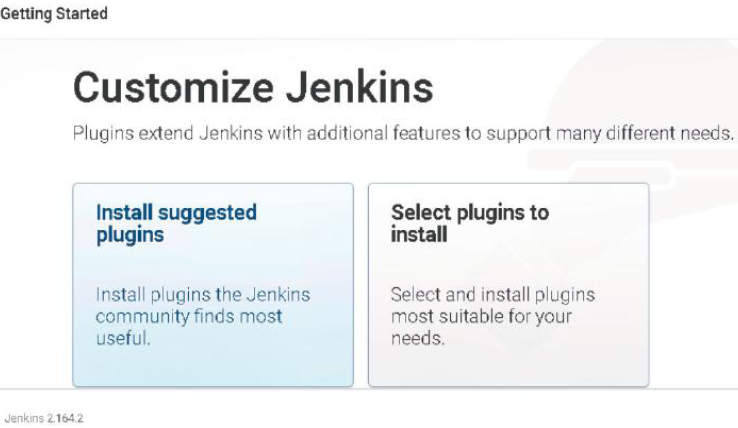 Getting Started
Customize Jenkins
Plugins extend Jenkins with additional features to support many different needs.
Install suggested
plugins
Install plugins the Jenkins
community finds most
useful.
Select plugins to
install
Select and install plugins
most suitable for your
needs.
Jenkins 2.164.2